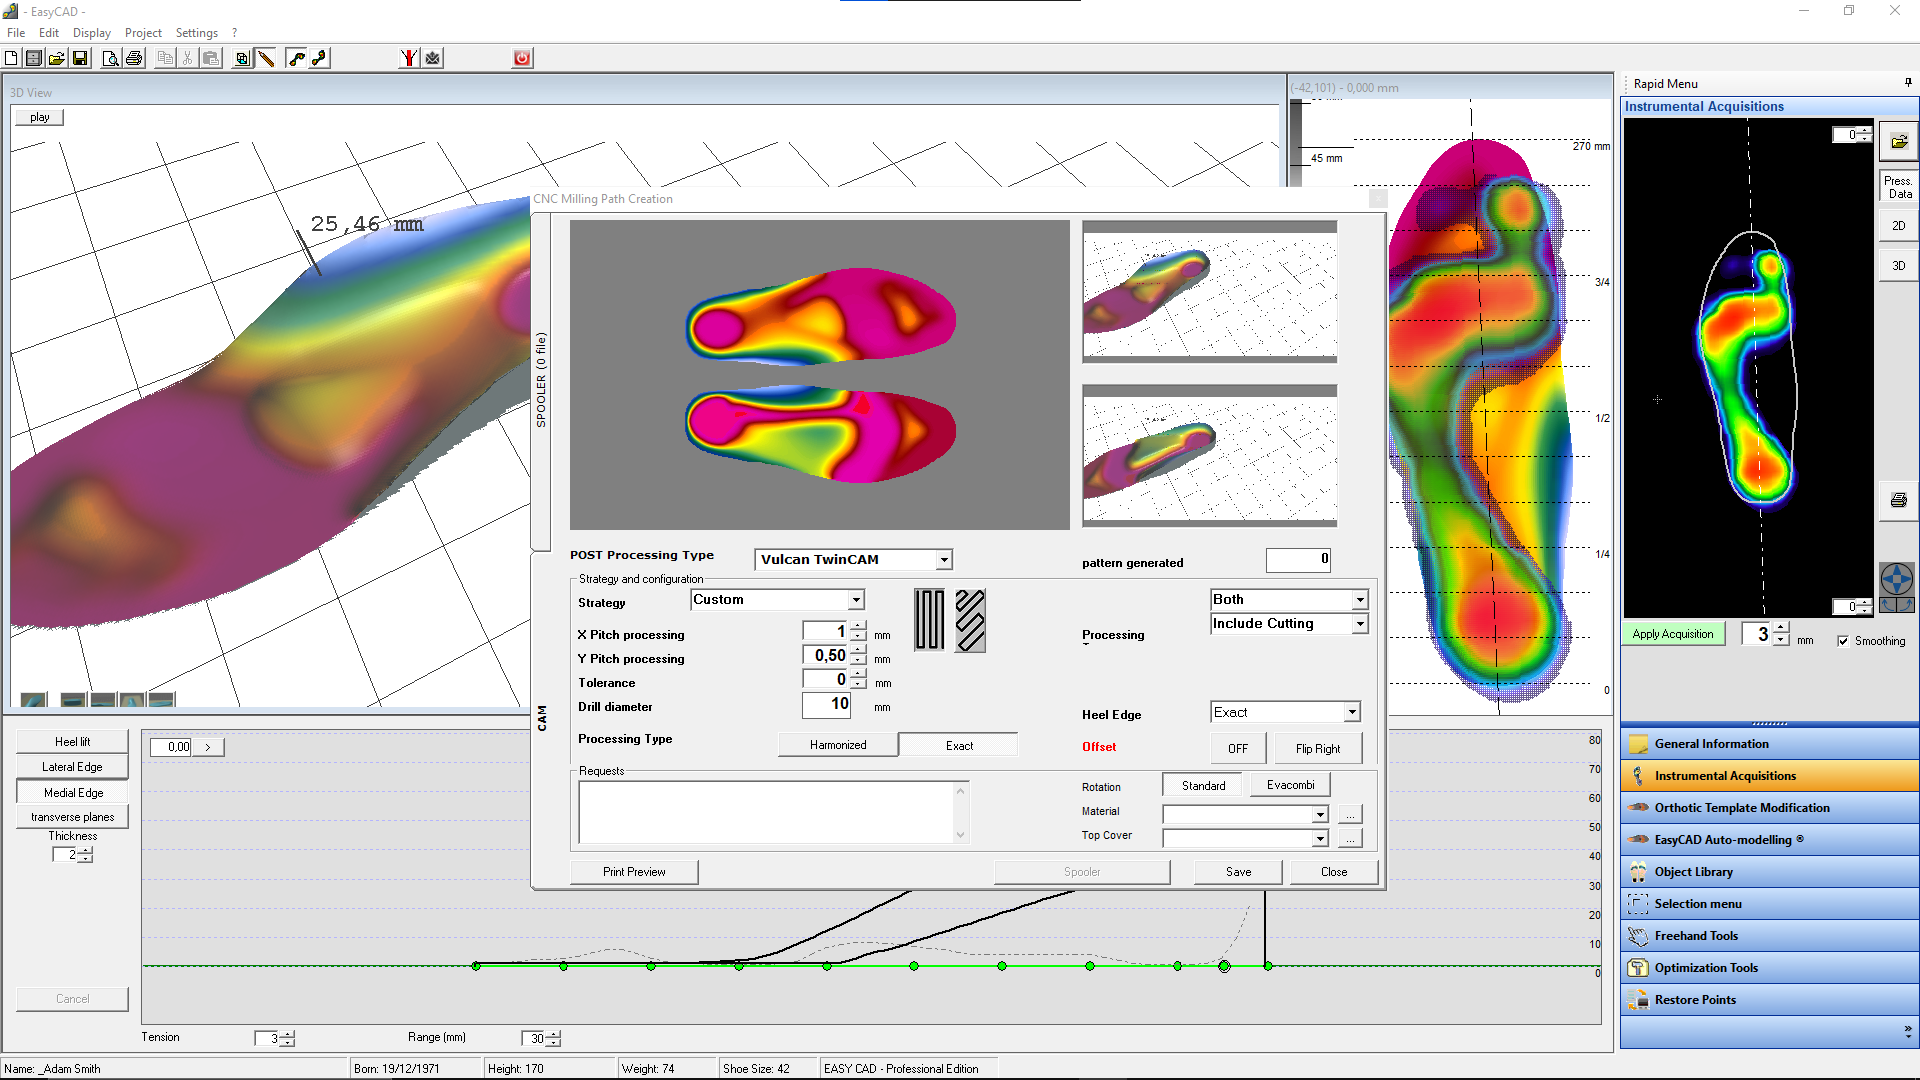 - EasyCAD -
File Edit Display Project Settings ?
3D View
play
25,46 mm
(-42,101) - 0,000 mm
45 mm
270 mm
3/4
1/2
1/4
0
CNC Milling Path Creation
SPOOLER (0 file)
CAM
POST Processing Type
Vulcan TwinCAM
pattern generated
0
Strategy and configuration
Strategy
Custom
X Pitch processing
1
mm
Y Pitch processing
0,50
mm
Tolerance
0
mm
Drill diameter
10
mm
Processing Type
Harmonized
Exact
Both
Include Cutting
Processing
Heel Edge
Exact
Offset
OFF
Flip Right
Requests
Rotation
Standard
Evacombi
Material
...
Top Cover
...
Print Preview
Spooler
Save
Close
Heel lift
Lateral Edge
Medial Edge
transverse planes
Thickness
2
Cancel
0,00
>
80
70
60
50
40
30
20
10
0
Tension
3
Range (mm)
30
Rapid Menu
Instrumental Acquisitions
0
Press. Data
2D
3D
0
Apply Acquisition
3
mm
Smoothing
General Information
Instrumental Acquisitions
Orthotic Template Modification
EasyCAD Auto-modelling ®
Object Library
Selection menu
Freehand Tools
Optimization Tools
Restore Points
Name: _Adam Smith
Born: 19/12/1971
Height: 170
Weight: 74
Shoe Size: 42
EASY CAD - Professional Edition